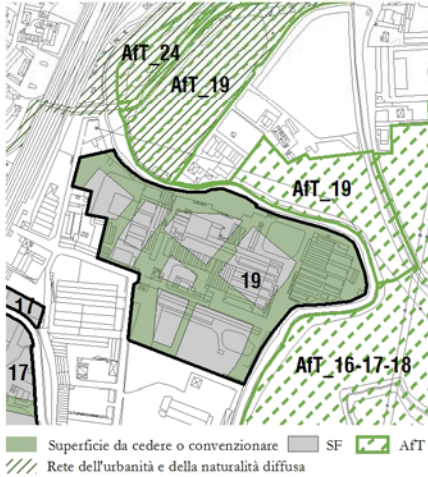 AfT_24
AfT_19
AfT_19
19
17
17
AfT_16-17-18
Superficie da cedere o convenzionare SF AfT
Rete dell'urbanità e della naturalità diffusa